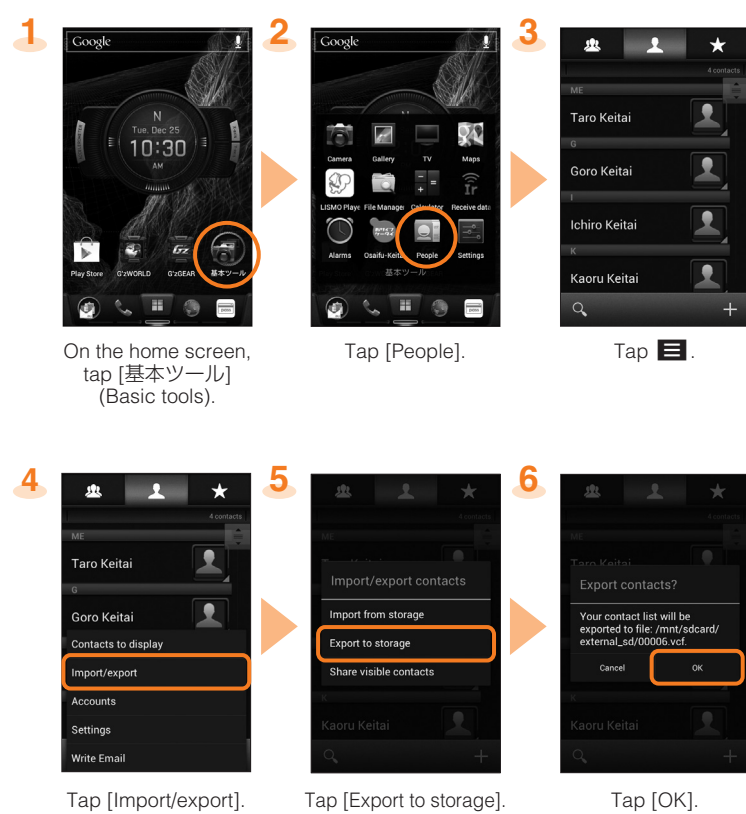 1
Google
N
Tue. Dec 25
10:30
AM
Play Store G'zWORLD G'zGEAR 基本ツール
On the home screen,
tap [基本ツール]
(Basic tools).
2
Google
N
Camera Gallery TV Maps
LISMO Playe File Manager Calculator Receive data
Alarms Osaifu-Keita People Settings
基本ツール
Tap [People].
3
4 contacts
ME
Taro Keitai
G
Goro Keitai
I
Ichiro Keitai
K
Kaoru Keitai
Tap .
4
4 contacts
ME
Taro Keitai
G
Goro Keitai
Contacts to display
Import/export
Accounts
Settings
Write Email
Tap [Import/export].
5
4 contacts
ME
Import/export contacts
Import from storage
Export to storage
Share visible contacts
K
Kaoru Keitai
Tap [Export to storage].
6
4 contacts
ME
Taro Keitai
Export contacts?
Your contact list will be
exported to file: /mnt/sdcard/
external_sd/00006.vcf.
Cancel OK
K
Kaoru Keitai
Tap [OK].